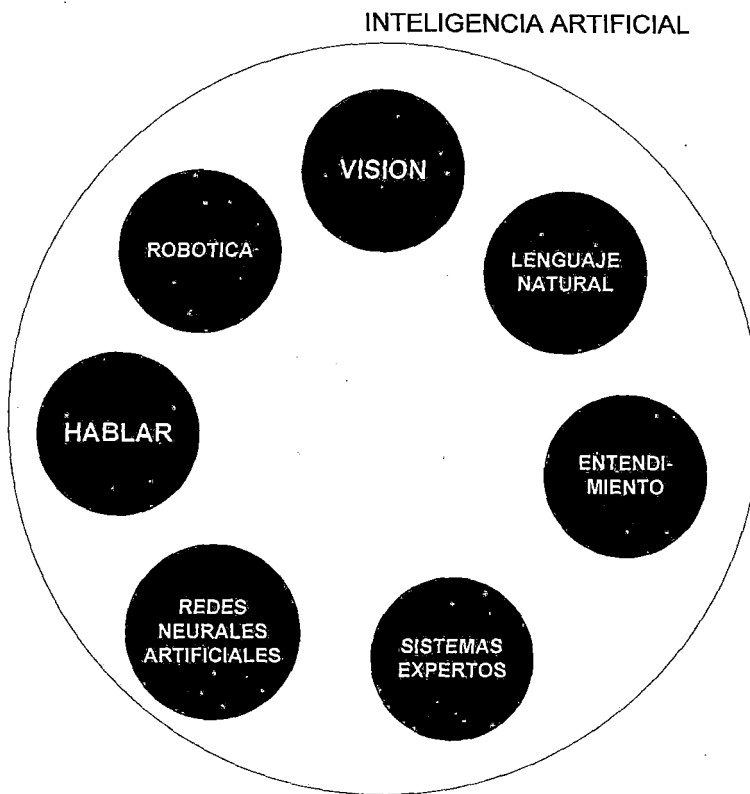 INTELIGENCIA ARTIFICIAL
VISION
ROBOTICA
LENGUAJE
NATURAL
HABLAR
ENTENDI-
MIENTO
REDES
NEURALES
ARTIFICIALES
SISTEMAS
EXPERTOS